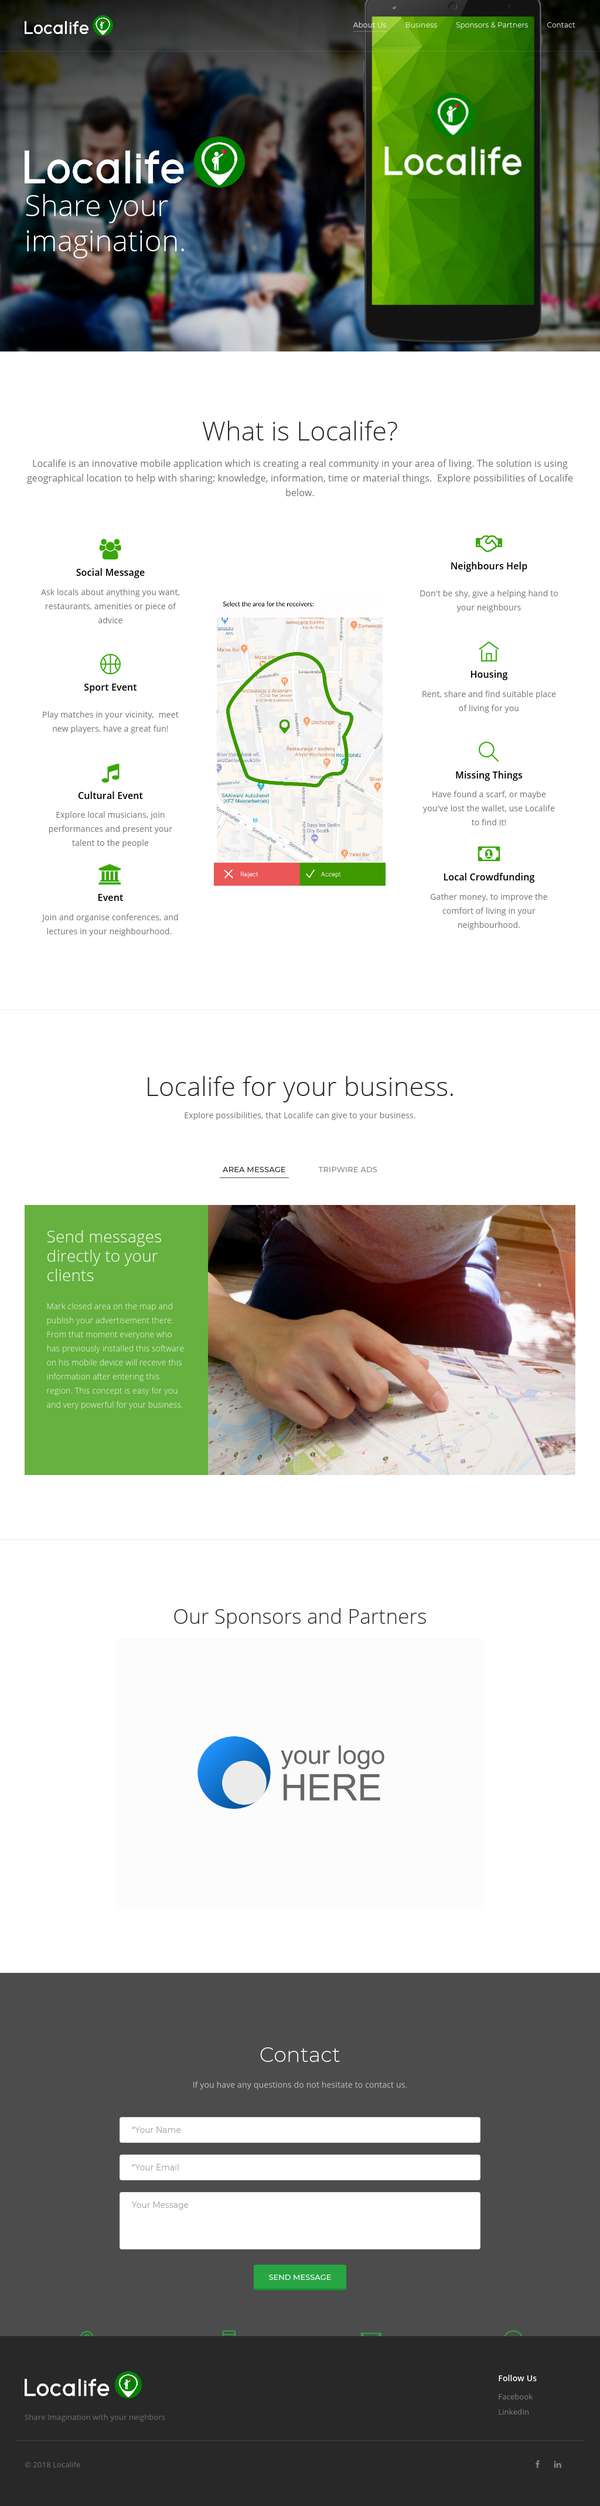 Localife
About Us
Business
Sponsors & Partners
Contact
Localife
Share your
imagination.
Localife
What is Localife?
Localife is an innovative mobile application which is creating a real community in your area of living. The solution is using
geographical location to help with sharing: knowledge, information, time or material things. Explore possibilities of Localife
below.
Social Message
Ask locals about anything you want,
restaurants, amenities or piece of
advice
Sport Event
Play matches in your vicinity, meet
new players, have a great fun!
Cultural Event
Explore local musicians, join
performances and present your
talent to the people
Event
Join and organise conferences, and
lectures in your neighbourhood.
Select the area for the receivers:
Reject
Accept
Neighbours Help
Don't be shy, give a helping hand to
your neighbours
Housing
Rent, share and find suitable place
of living for you
Missing Things
Have found a scarf, or maybe
you've lost the wallet, use Localife
to find it!
Local Crowdfunding
Gather money, to improve the
comfort of living in your
neighbourhood.
Localife for your business.
Explore possibilities, that Localife can give to your business.
AREA MESSAGE
TRIPWIRE ADS
Send messages
directly to your
clients
Mark closed area on the map and
publish your advertisement there.
From that moment everyone who
has previously installed this software
on his mobile device will receive this
information after entering this
region. This concept is easy for you
and very powerful for your business.
Our Sponsors and Partners
your logo
HERE
Contact
If you have any questions do not hesitate to contact us.
*Your Name
*Your Email
Your Message
SEND MESSAGE
Localife
Share Imagination with your neighbors
Follow Us
Facebook
Linkedin
© 2018 Localife